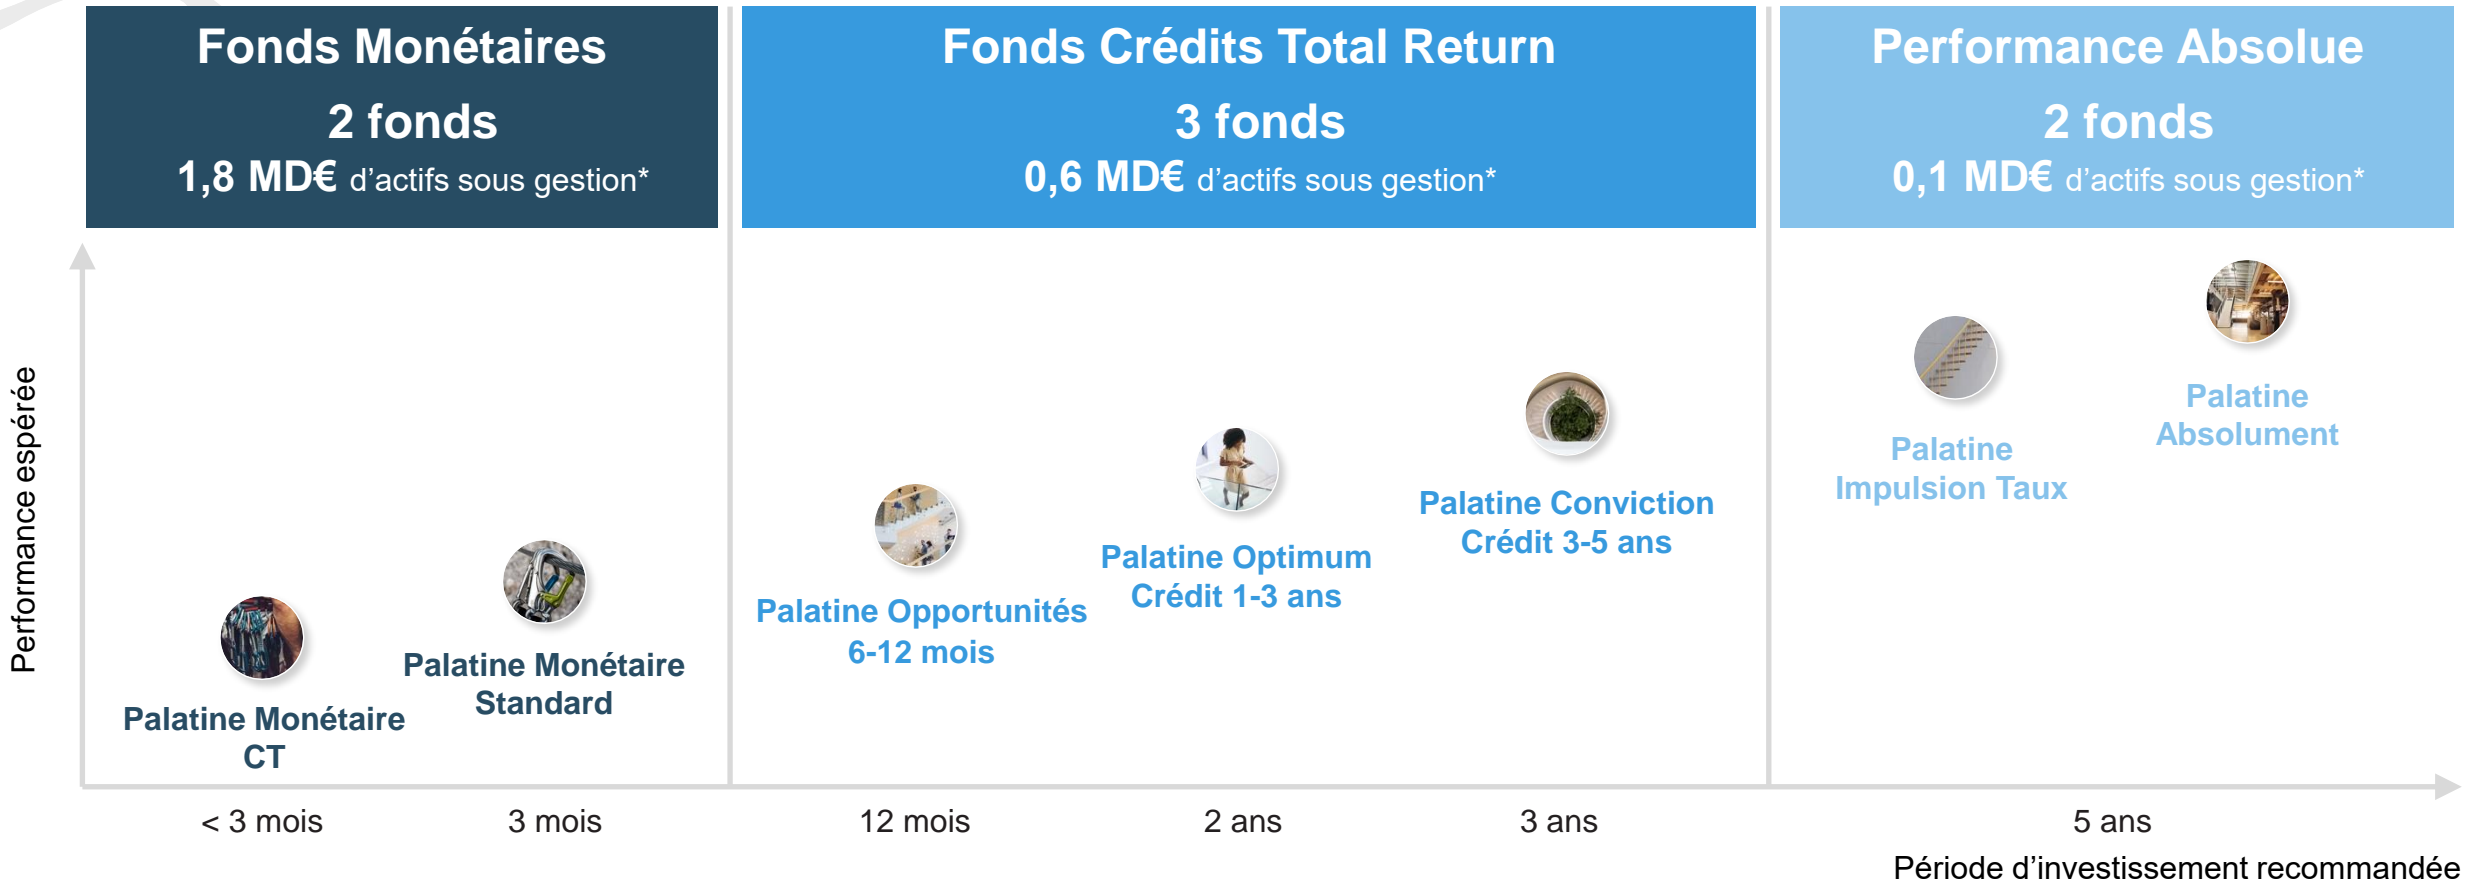 Fonds Monétaires
2 fonds
1,8 MD€ d’actifs sous gestion*
Fonds Crédits Total Return
3 fonds
0,6 MD€ d’actifs sous gestion*
Performance Absolue
2 fonds
0,1 MD€ d’actifs sous gestion*
Performance espérée
Palatine Monétaire
CT
Palatine Monétaire
Standard
Palatine Opportunités
6-12 mois
Palatine Optimum
Crédit 1-3 ans
Palatine Conviction
Crédit 3-5 ans
Palatine
Impulsion Taux
Palatine
Absolument
< 3 mois
3 mois
12 mois
2 ans
3 ans
5 ans
Période d’investissement recommandée